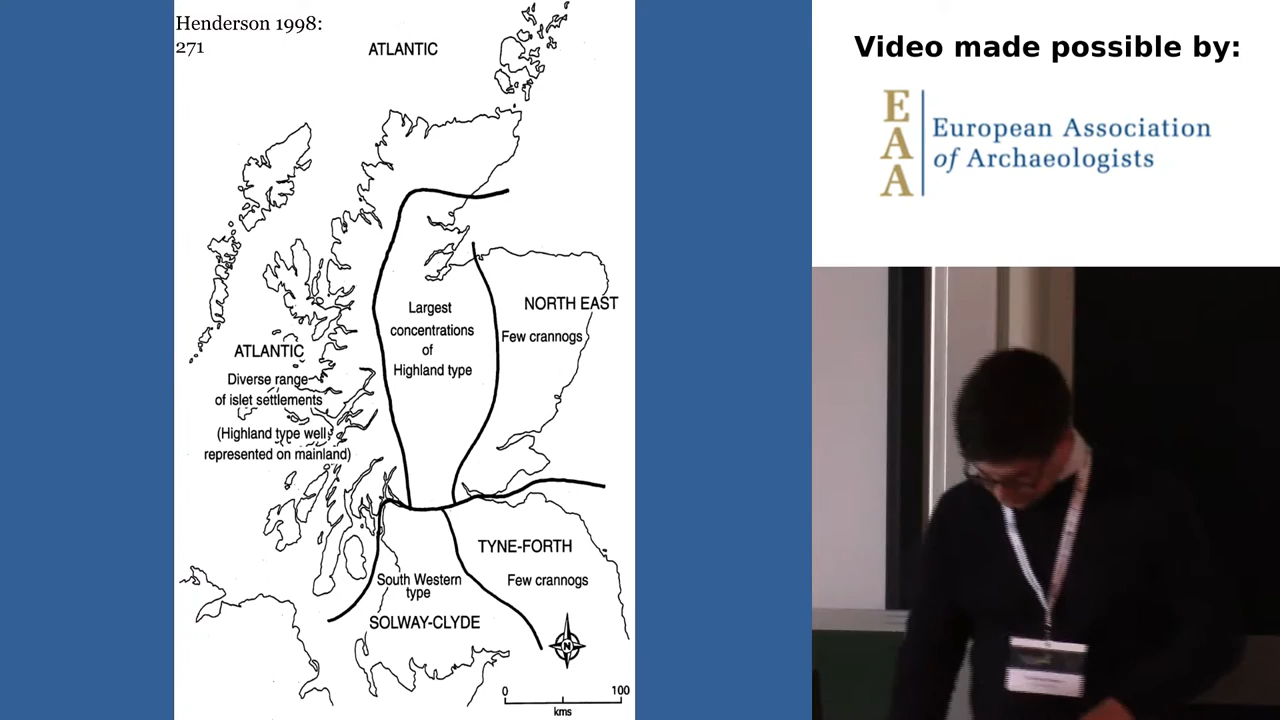 Henderson 1998:
271
ATLANTIC
NORTH EAST
Few crannogs
Largest
concentrations
of
Highland type
ATLANTIC
Diverse range
of islet settlements
(Highland type well
represented on mainland)
TYNE-FORTH
Few crannogs
South Western
type
SOLWAY-CLYDE
N
0 100
kms
Video made possible by:
EAA
European Association
of Archaeologists